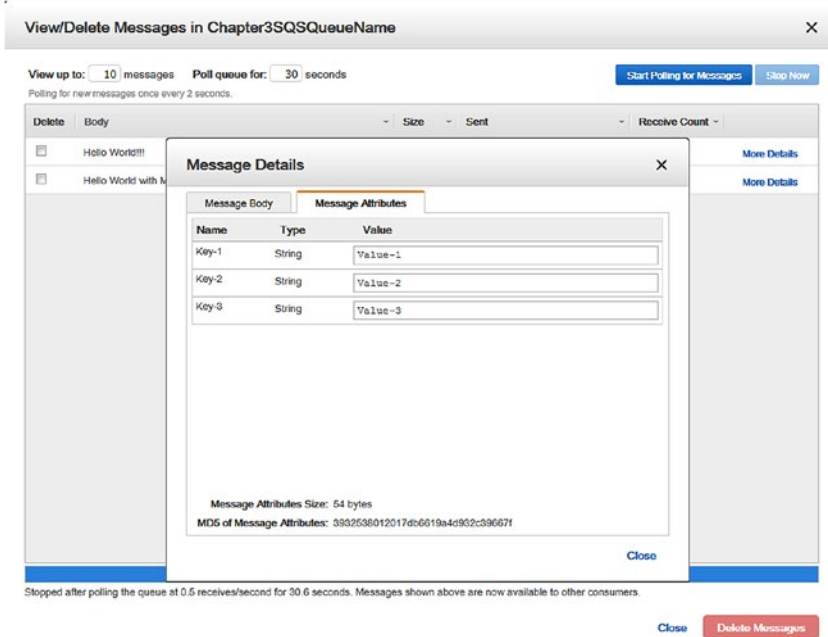 View/Delete Messages in Chapter3SQSQueueName
View up to: 10 messages Poll queue for: 30 seconds
Start Polling for Messages
Stop Now
Polling for new messages once every 2 seconds.
Delete Body Size Sent Receive Count
Hello World!!!
More Details
Hello World with M
More Details
Message Details
Message Body Message Attributes
Name Type Value
Key-1 String Value-1
Key-2 String Value-2
Key-3 String Value-3
Message Attributes Size: 54 bytes
MD5 of Message Attributes: 3932538012017db6619a4d932c39667f
Close
Stopped after polling the queue at 0.5 receives/second for 30.6 seconds. Messages shown above are now available to other consumers.
Close Delete Messages